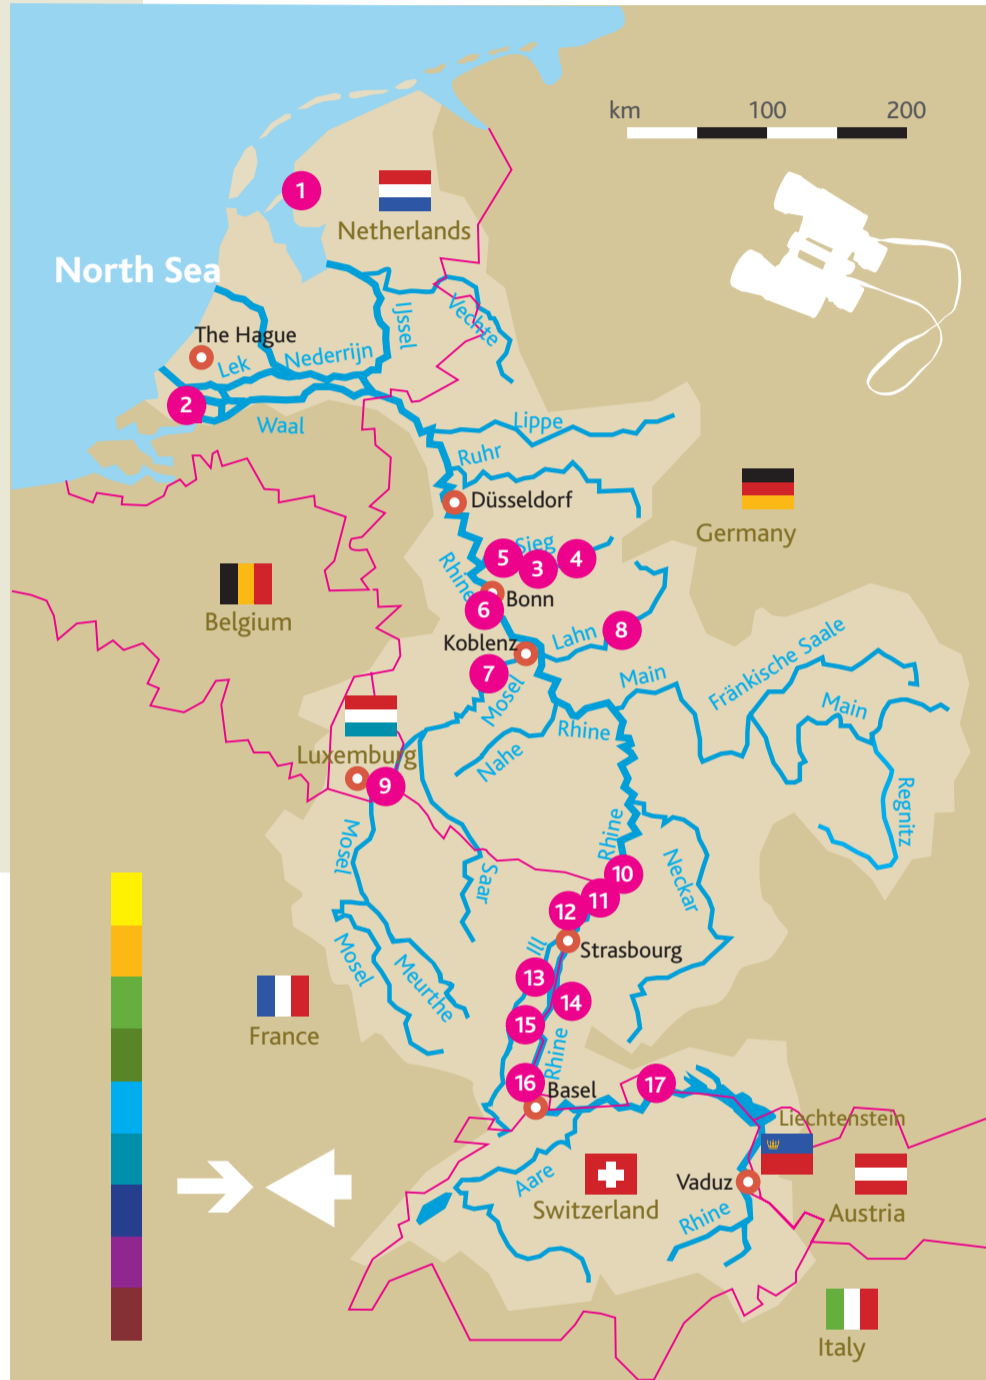 km 100 200
1
Netherlands
North Sea
IJssel
Vechte
The Hague
Lek
Nederrijn
2
Waal
Lippe
Ruhr
Düsseldorf
Germany
Sieg
5
3
4
Rhine
Belgium
Bonn
6
Lahn
8
Koblenz
7
Mosel
Main
Fränkische Saale
Main
Rhine
Nahe
Luxemburg
9
Regnitz
Mosel
Saar
Rhine
Neckar
10
11
12
Ill
Strasbourg
Mosel
Meurthe
13
14
France
15
Rhine
16
Basel
17
Liechtenstein
Aare
Switzerland
Vaduz
Rhine
Austria
Italy